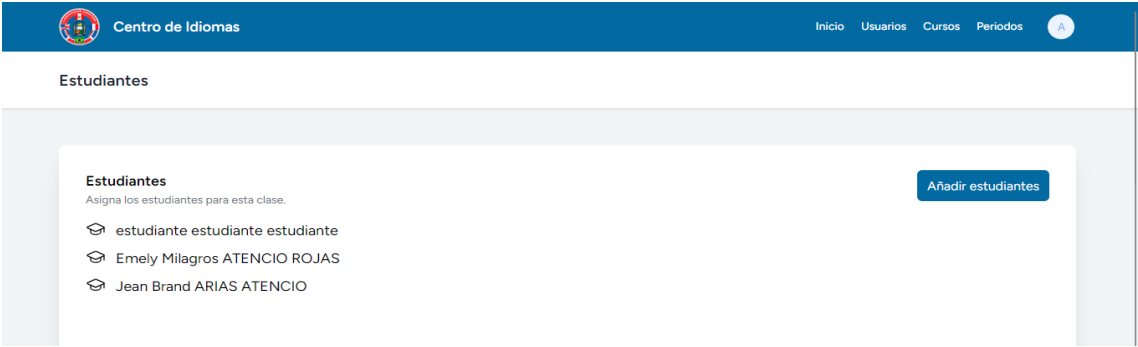 Centro de Idiomas
Inicio Usuarios Cursos Periodos A
Estudiantes
Estudiantes
Añadir estudiantes
Asigna los estudiantes para esta clase.
estudiante estudiante estudiante
Emely Milagros ATENCIO ROJAS
Jean Brand ARIAS ATENCIO